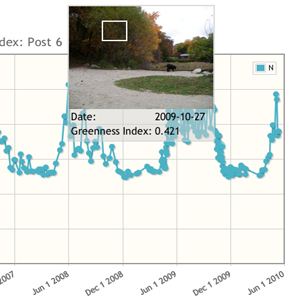 dex: Post 6
N
Date: 2009-10-27
Greenness Index: 0.421
2007
Jun 1 2008
Dec 1 2008
Jun 1 2009
Dec 1 2009
Jun 1 2010